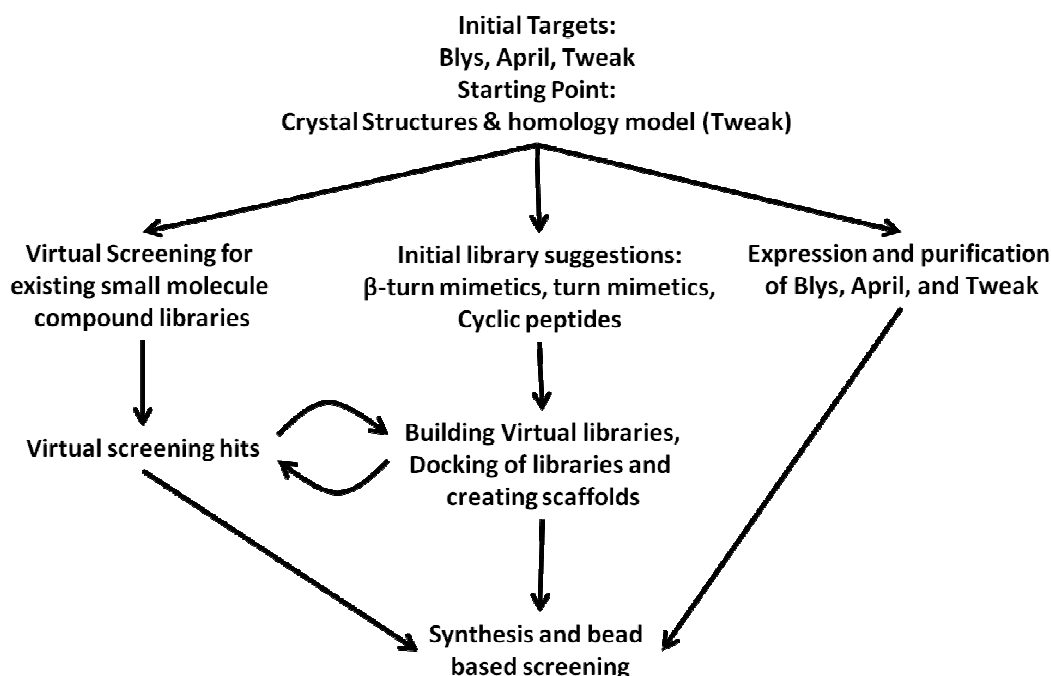 Initial Targets:
Blys, April, Tweak
Starting Point:
Crystal Structures & homology model (Tweak)
Virtual Screening for
existing small molecule
compound libraries
Initial library suggestions:
β-turn mimetics, turn mimetics,
Cyclic peptides
Expression and purification
of Blys, April, and Tweak
Virtual screening hits
Building Virtual libraries,
Docking of libraries and
creating scaffolds
Synthesis and bead
based screening